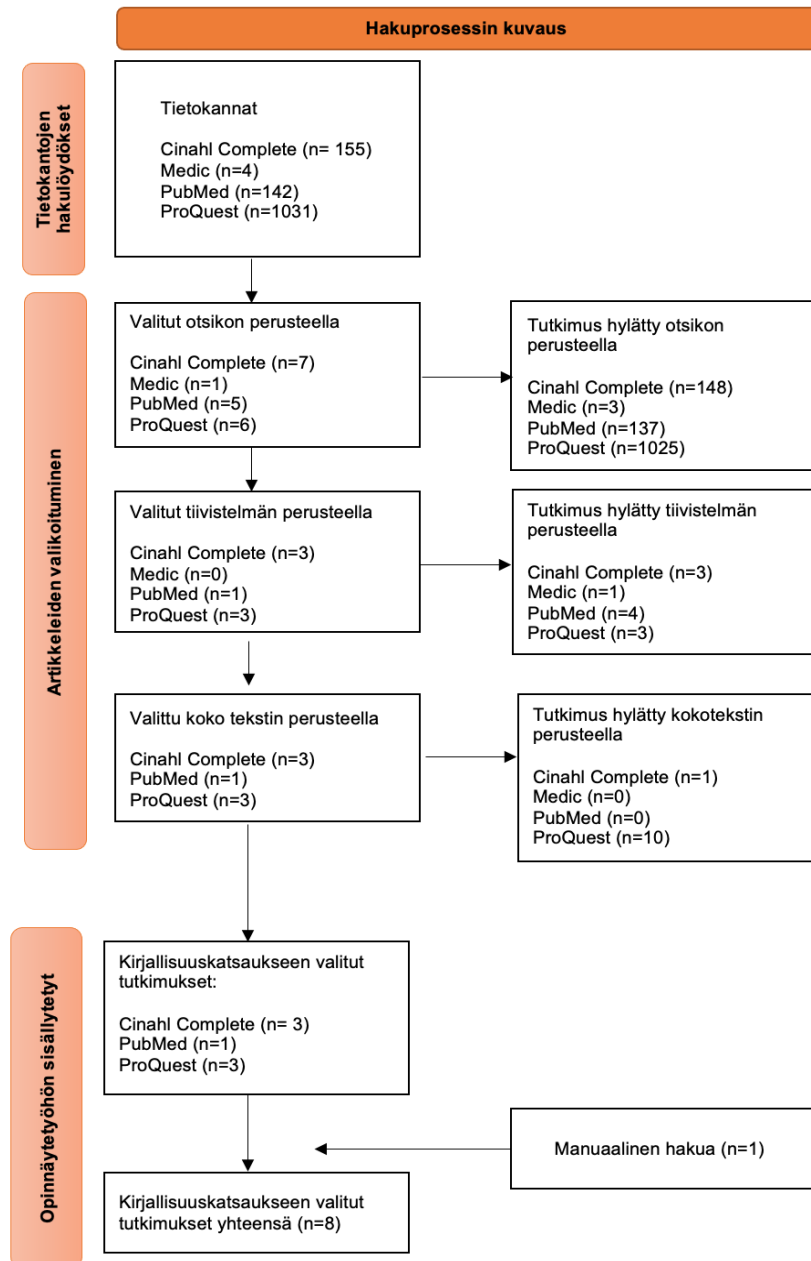 Hakuprosessin kuvaus
Tietokantojen
hakulöydökset
Tietokannat
Cinahl Complete (n= 155)
Medic (n=4)
PubMed (n=142)
ProQuest (n=1031)
Artikkeleiden valikoituminen
Valitut otsikon perusteella
Cinahl Complete (n=7)
Medic (n=1)
PubMed (n=5)
ProQuest (n=6)
Tutkimus hylätty otsikon
perusteella
Cinahl Complete (n=148)
Medic (n=3)
PubMed (n=137)
ProQuest (n=1025)
Valitut tiivistelmän perusteella
Cinahl Complete (n=3)
Medic (n=0)
PubMed (n=1)
ProQuest (n=3)
Tutkimus hylätty tiivistelmän
perusteella
Cinahl Complete (n=3)
Medic (n=1)
PubMed (n=4)
ProQuest (n=3)
Valittu koko tekstin perusteella
Cinahl Complete (n=3)
PubMed (n=1)
ProQuest (n=3)
Tutkimus hylätty kokotekstin
perusteella
Cinahl Complete (n=1)
Medic (n=0)
PubMed (n=0)
ProQuest (n=10)
Opinnäytetyöhön sisällytetyt
Kirjallisuuskatsaukseen valitut
tutkimukset:
Cinahl Complete (n= 3)
PubMed (n=1)
ProQuest (n=3)
Manuaalinen hakua (n=1)
Kirjallisuuskatsaukseen valitut
tutkimukset yhteensä (n=8)